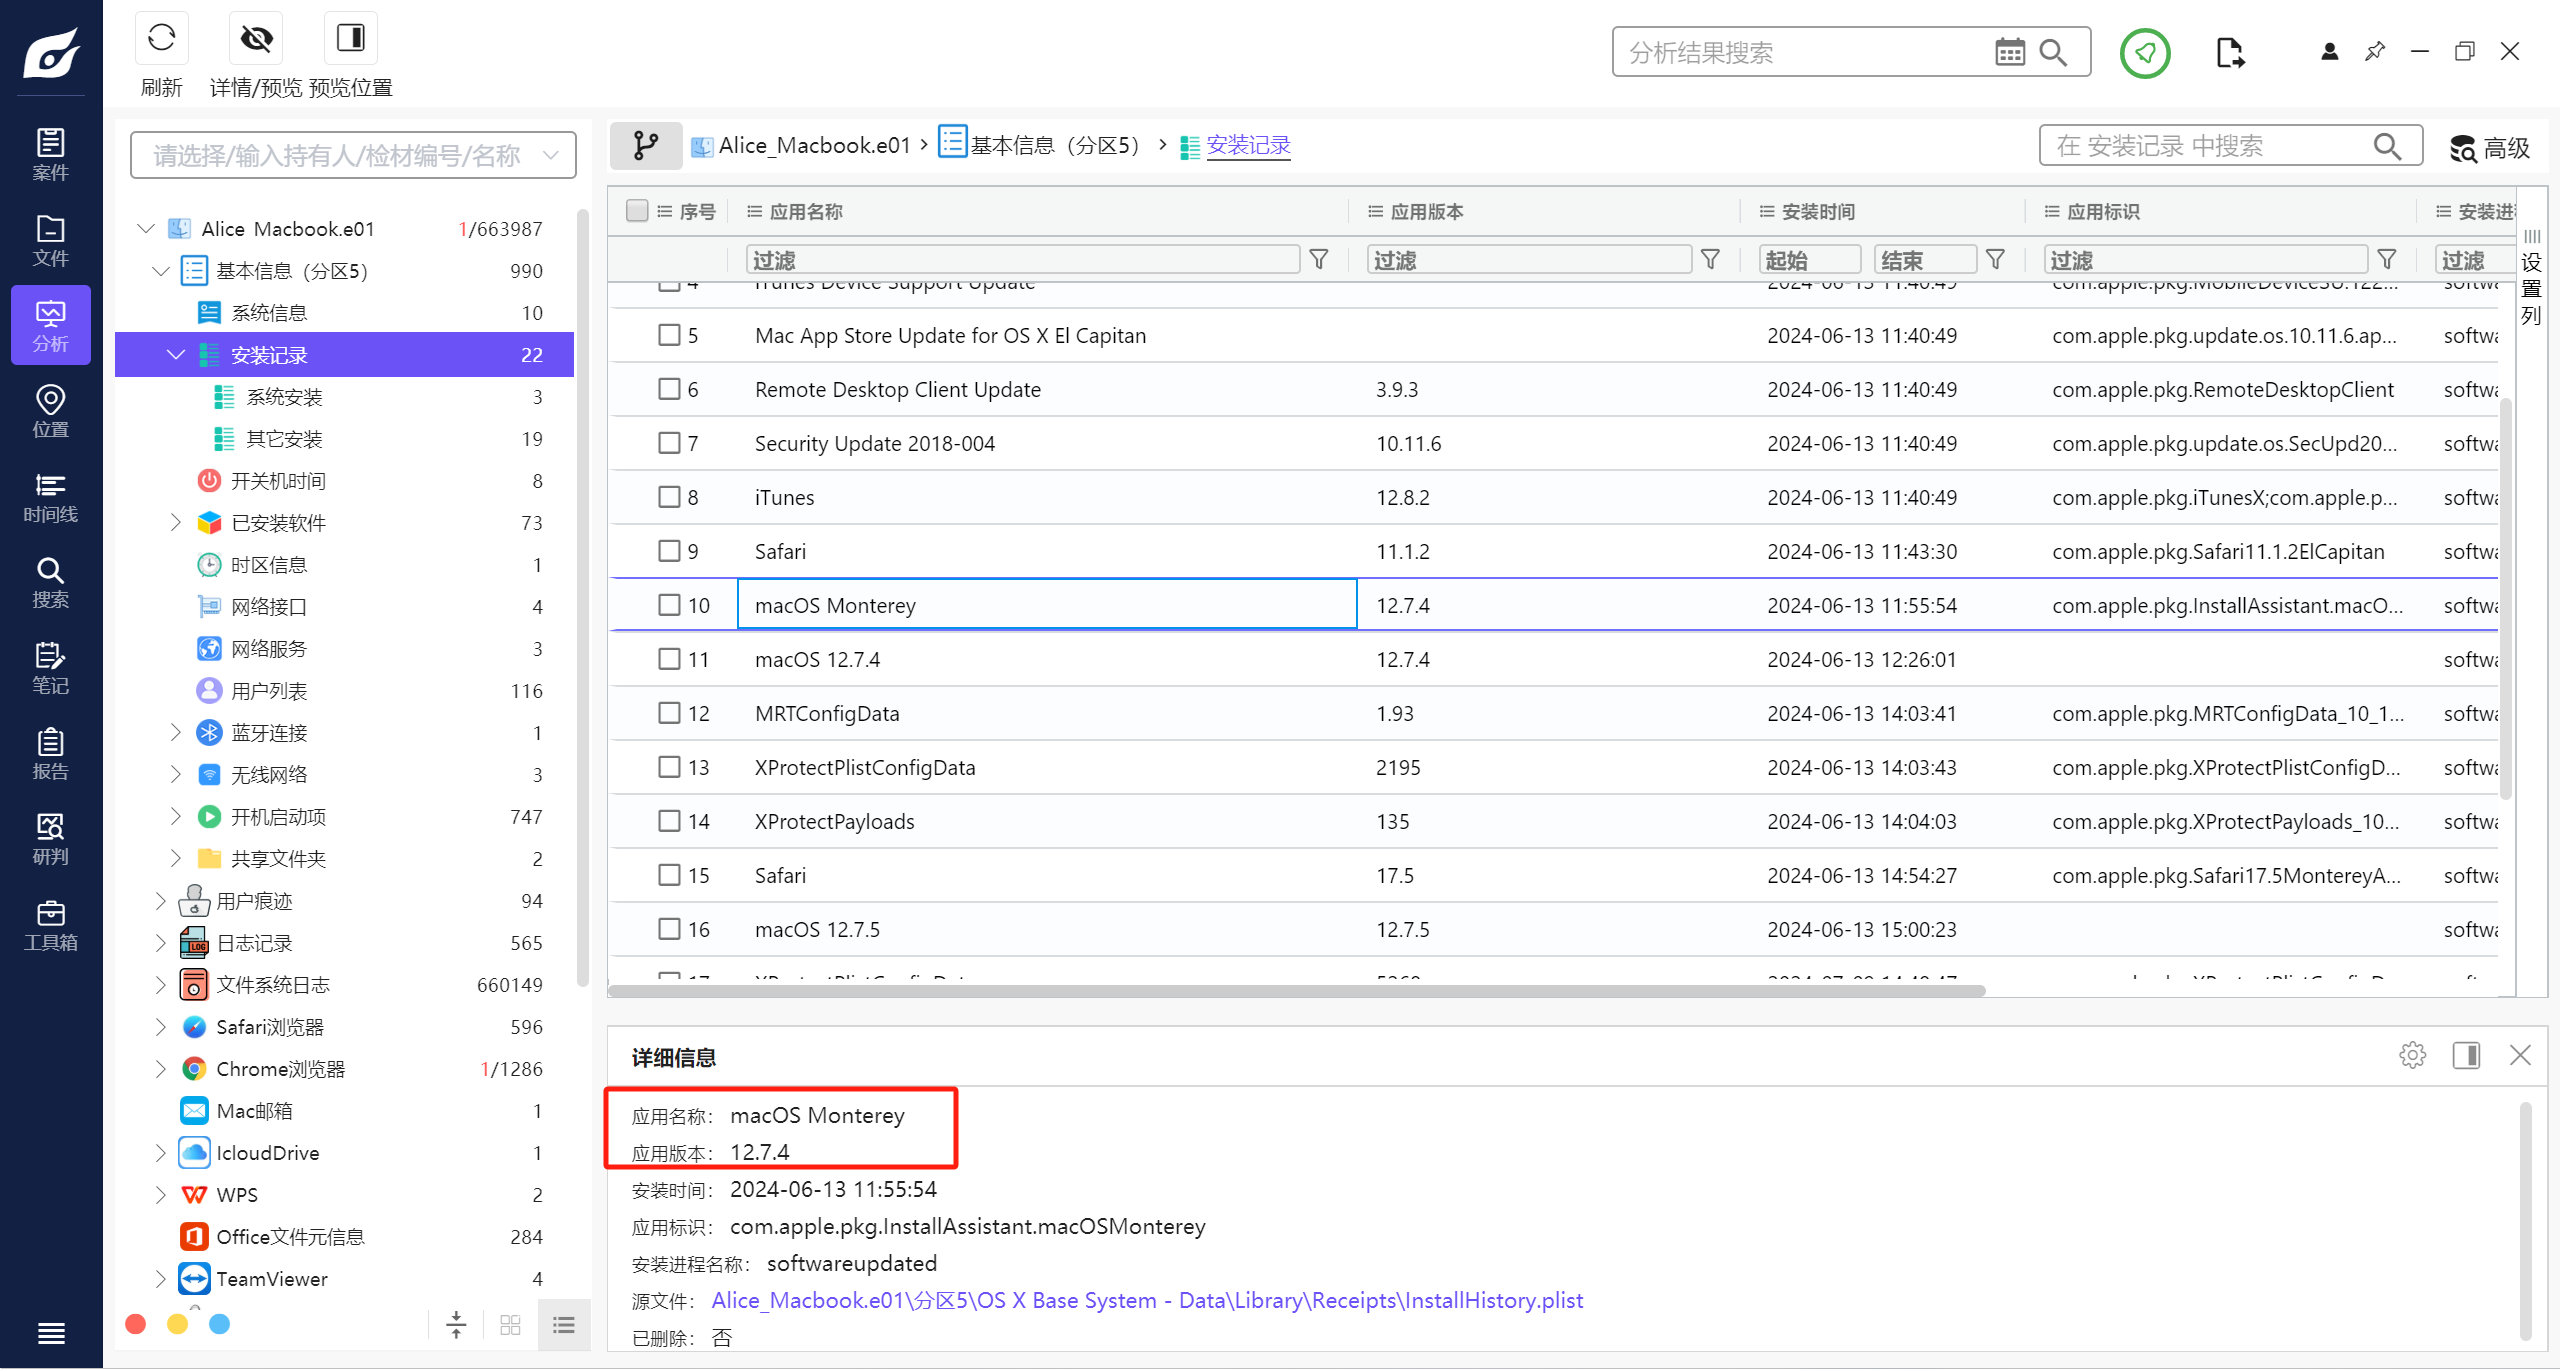 刷新
详情/预览
预览位置
分析结果搜索
案件
文件
分析
位置
时间线
搜索
笔记
报告
研判
工具箱
请选择/输入持有人/检材编号/名称
Alice_Macbook.e01 1/663987
基本信息（分区5） 990
系统信息 10
安装记录 22
系统安装 3
其它安装 19
开关机时间 8
已安装软件 73
时区信息 1
网络接口 4
网络服务 3
用户列表 116
蓝牙连接 1
无线网络 3
开机启动项 747
共享文件夹 2
用户痕迹 94
日志记录 565
文件系统日志 660149
Safari浏览器 596
Chrome浏览器 1/1286
Mac邮箱 1
IcloudDrive 1
WPS 2
Office文件元信息 284
TeamViewer 4
Alice_Macbook.e01 › 基本信息（分区5） › 安装记录
在 安装记录 中搜索
高级
序号 应用名称 应用版本 安装时间 应用标识 安装进
过滤 过滤 起始 结束 过滤 过滤
设置列
4 iTunes Device Support Update 2024-06-13 11:40:49 com.apple.pkg.MobileDeviceSU.122... softwa
5 Mac App Store Update for OS X El Capitan 2024-06-13 11:40:49 com.apple.pkg.update.os.10.11.6.ap... softwa
6 Remote Desktop Client Update 3.9.3 2024-06-13 11:40:49 com.apple.pkg.RemoteDesktopClient softwa
7 Security Update 2018-004 10.11.6 2024-06-13 11:40:49 com.apple.pkg.update.os.SecUpd20... softwa
8 iTunes 12.8.2 2024-06-13 11:40:49 com.apple.pkg.iTunesX;com.apple.p... softwa
9 Safari 11.1.2 2024-06-13 11:43:30 com.apple.pkg.Safari11.1.2ElCapitan softwa
10 macOS Monterey 12.7.4 2024-06-13 11:55:54 com.apple.pkg.InstallAssistant.macO... softwa
11 macOS 12.7.4 12.7.4 2024-06-13 12:26:01 softwa
12 MRTConfigData 1.93 2024-06-13 14:03:41 com.apple.pkg.MRTConfigData_10_1... softwa
13 XProtectPlistConfigData 2195 2024-06-13 14:03:43 com.apple.pkg.XProtectPlistConfigD... softwa
14 XProtectPayloads 135 2024-06-13 14:04:03 com.apple.pkg.XProtectPayloads_10... softwa
15 Safari 17.5 2024-06-13 14:54:27 com.apple.pkg.Safari17.5MontereyA... softwa
16 macOS 12.7.5 12.7.5 2024-06-13 15:00:23 softwa
17 XProtectPlistConfigData
详细信息
应用名称： macOS Monterey
应用版本： 12.7.4
安装时间： 2024-06-13 11:55:54
应用标识： com.apple.pkg.InstallAssistant.macOSMonterey
安装进程名称： softwareupdated
源文件： Alice_Macbook.e01\分区5\OS X Base System - Data\Library\Receipts\InstallHistory.plist
已删除： 否